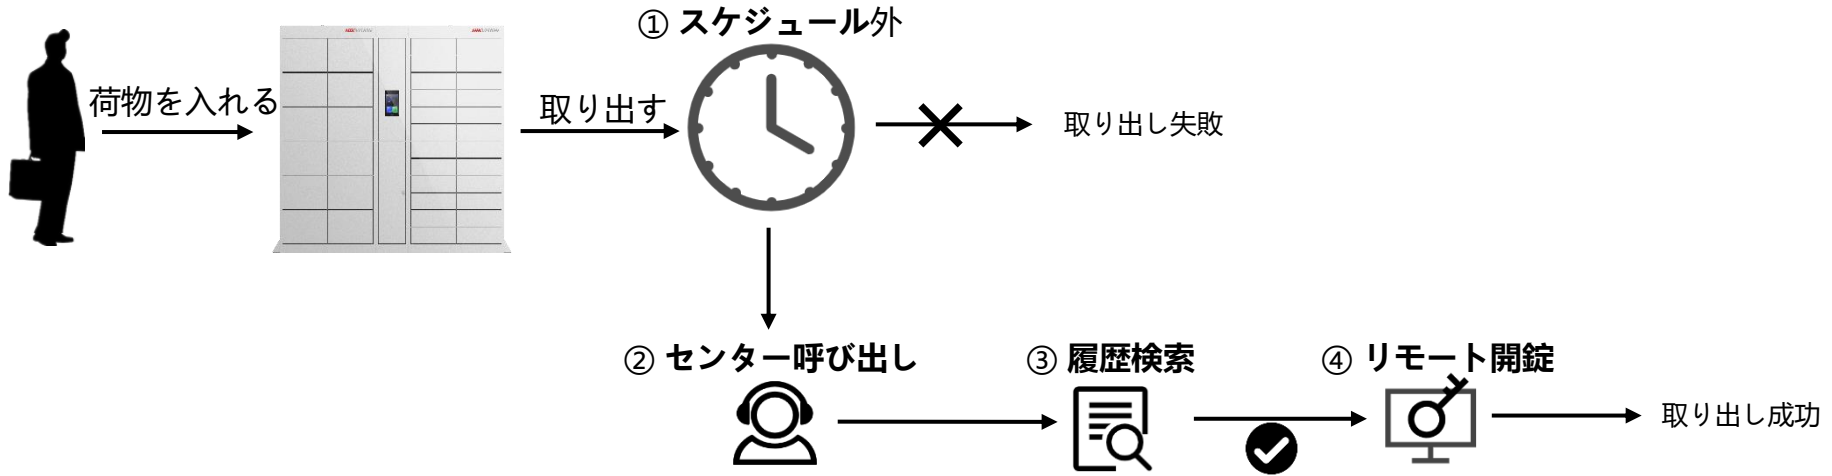 ① スケジュール外
荷物を入れる
取り出す
取り出し失敗
② センター呼び出し
③ 履歴検索
④ リモート開錠
取り出し成功